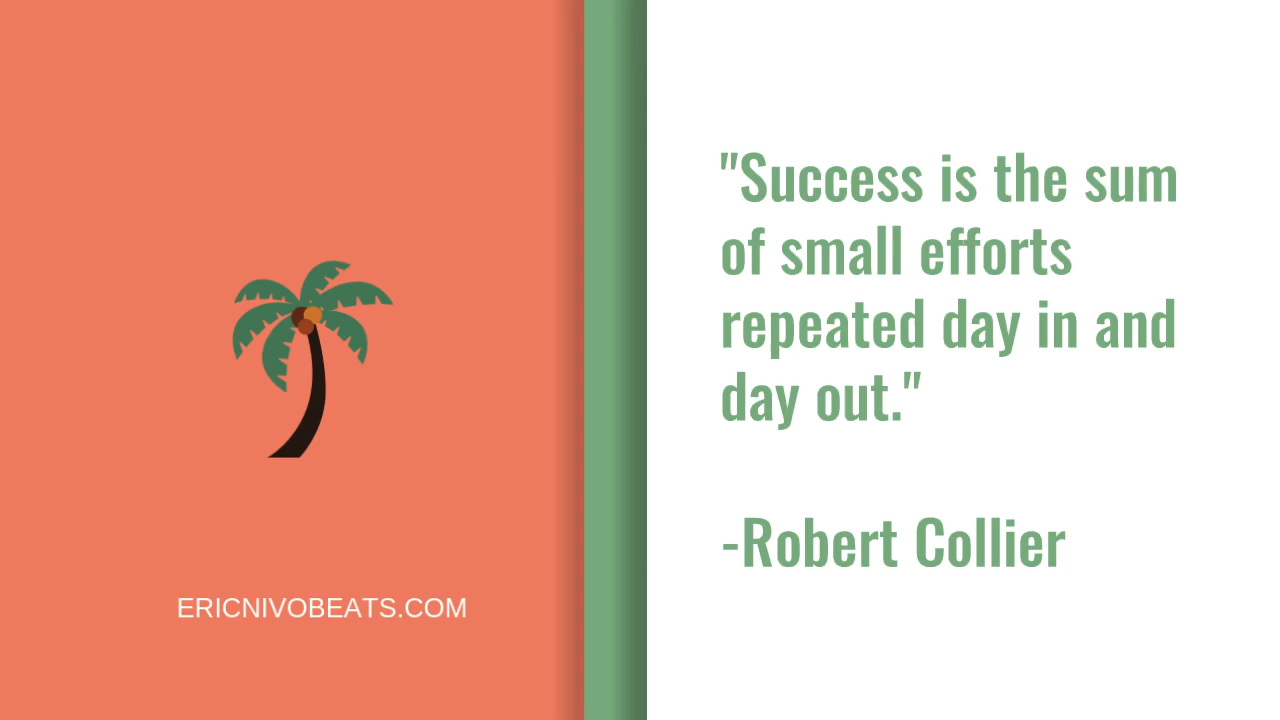 "Success is the sum
of small efforts
repeated day in and
day out."
-Robert Collier
ERICNIVOBEATS.COM